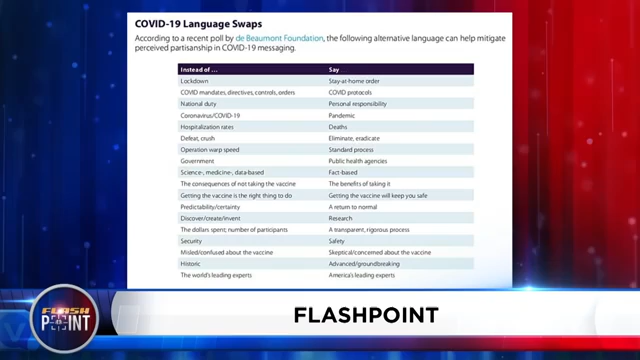 COVID-19 Language Swaps
According to a recent poll by de Beaumont Foundation, the following alternative language can help mitigate
perceived partisanship in COVID-19 messaging.
Instead of ... Say
Lockdown Stay-at-home order
COVID mandates, directives, controls, orders COVID protocols
National duty Personal responsibility
Coronavirus/COVID-19 Pandemic
Hospitalization rates Deaths
Defeat, crush Eliminate, eradicate
Operation warp speed Standard process
Government Public health agencies
Science-, medicine-, data-based Fact-based
The consequences of not taking the vaccine The benefits of taking it
Getting the vaccine is the right thing to do Getting the vaccine will keep you safe
Predictability/certainty A return to normal
Discover/create/invent Research
The dollars spent; number of participants A transparent, rigorous process
Security Safety
Misled/confused about the vaccine Skeptical/concerned about the vaccine
Historic Advanced/groundbreaking
The world's leading experts America's leading experts
FLASH
POINT
FLASHPOINT